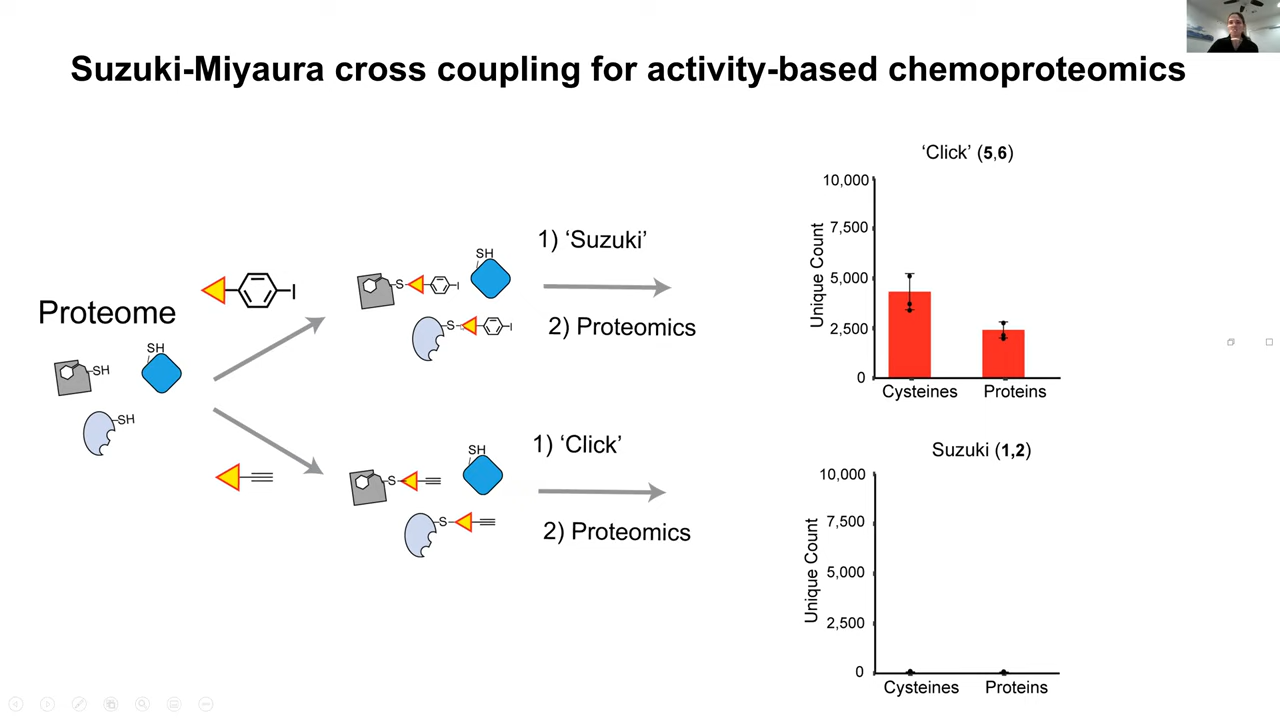 Suzuki-Miyaura cross coupling for activity-based chemoproteomics
Proteome
SH
SH
SH
I
S
I
SH
S
I
1) ‘Suzuki’
2) Proteomics
S
SH
S
1) ‘Click’
2) Proteomics
‘Click’ (5,6)
Unique Count
10,000
7,500
5,000
2,500
0
Cysteines Proteins
Suzuki (1,2)
Unique Count
10,000
7,500
5,000
2,500
0
Cysteines Proteins